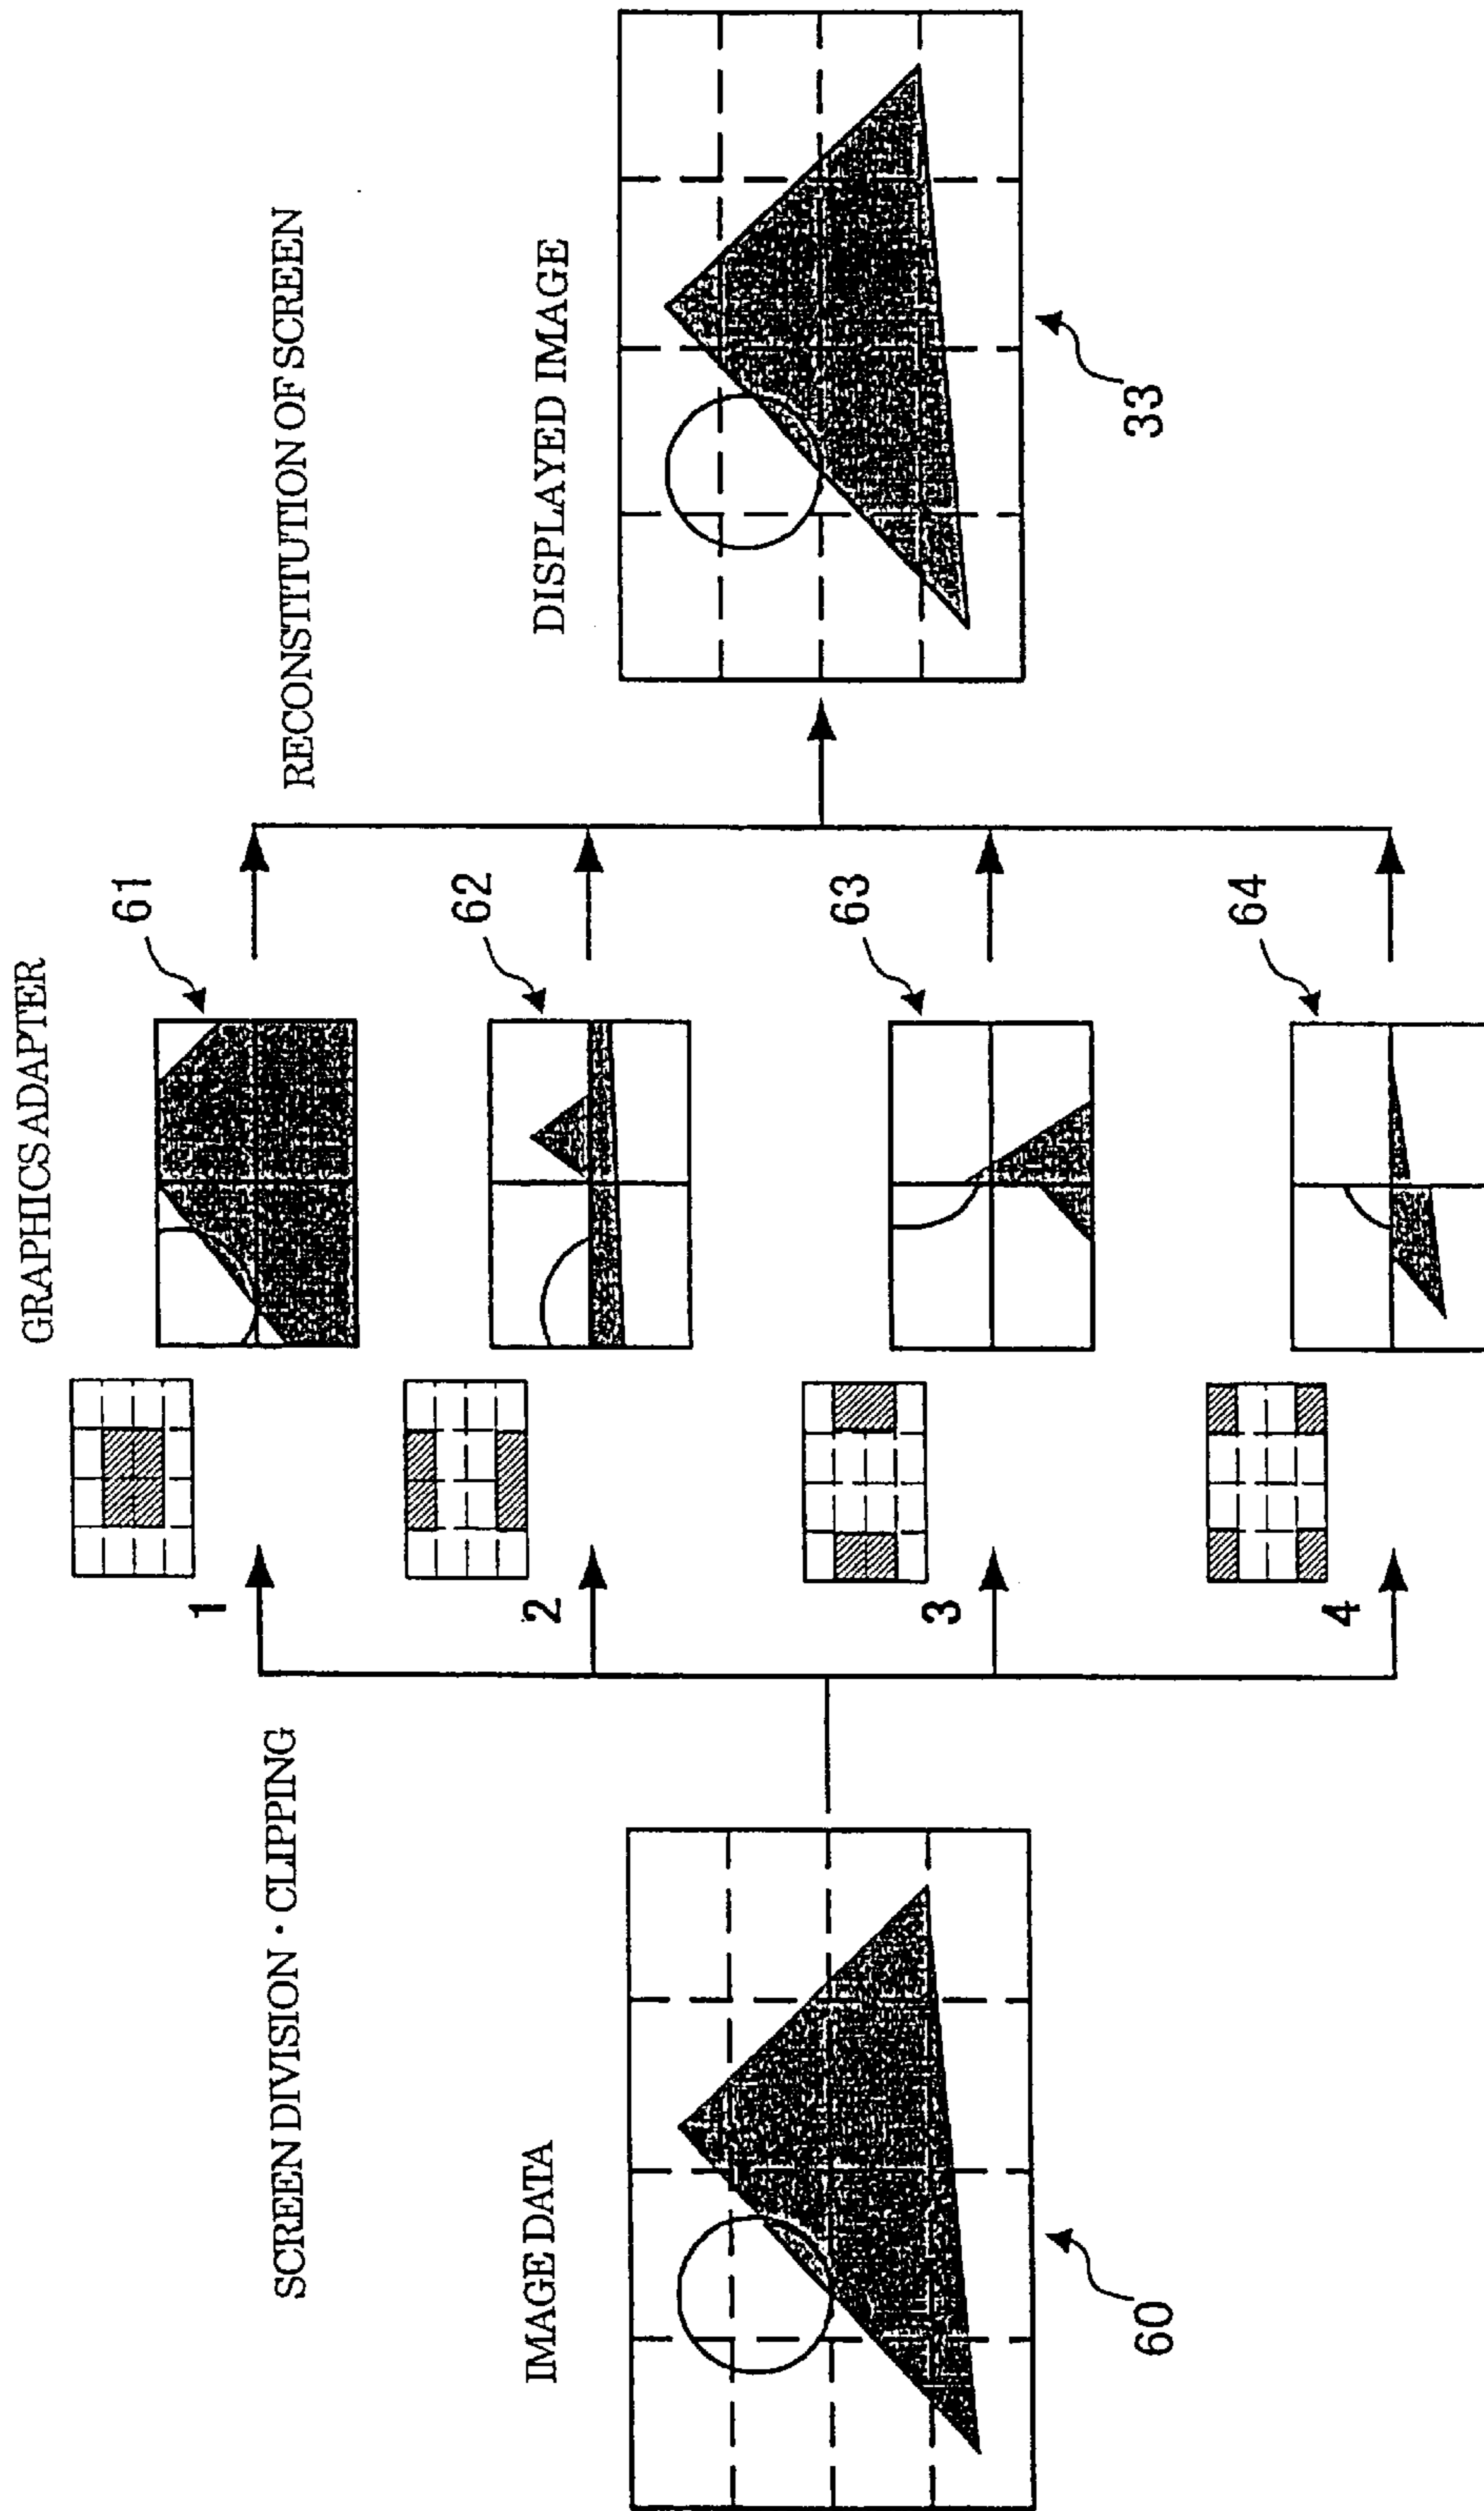 SCREEN DIVISION · CLIPPING
GRAPHICS ADAPTER
RECONSTITUTION OF SCREEN
1
61
2
62
IMAGE DATA
DISPLAYED IMAGE
3
63
60
33
4
64